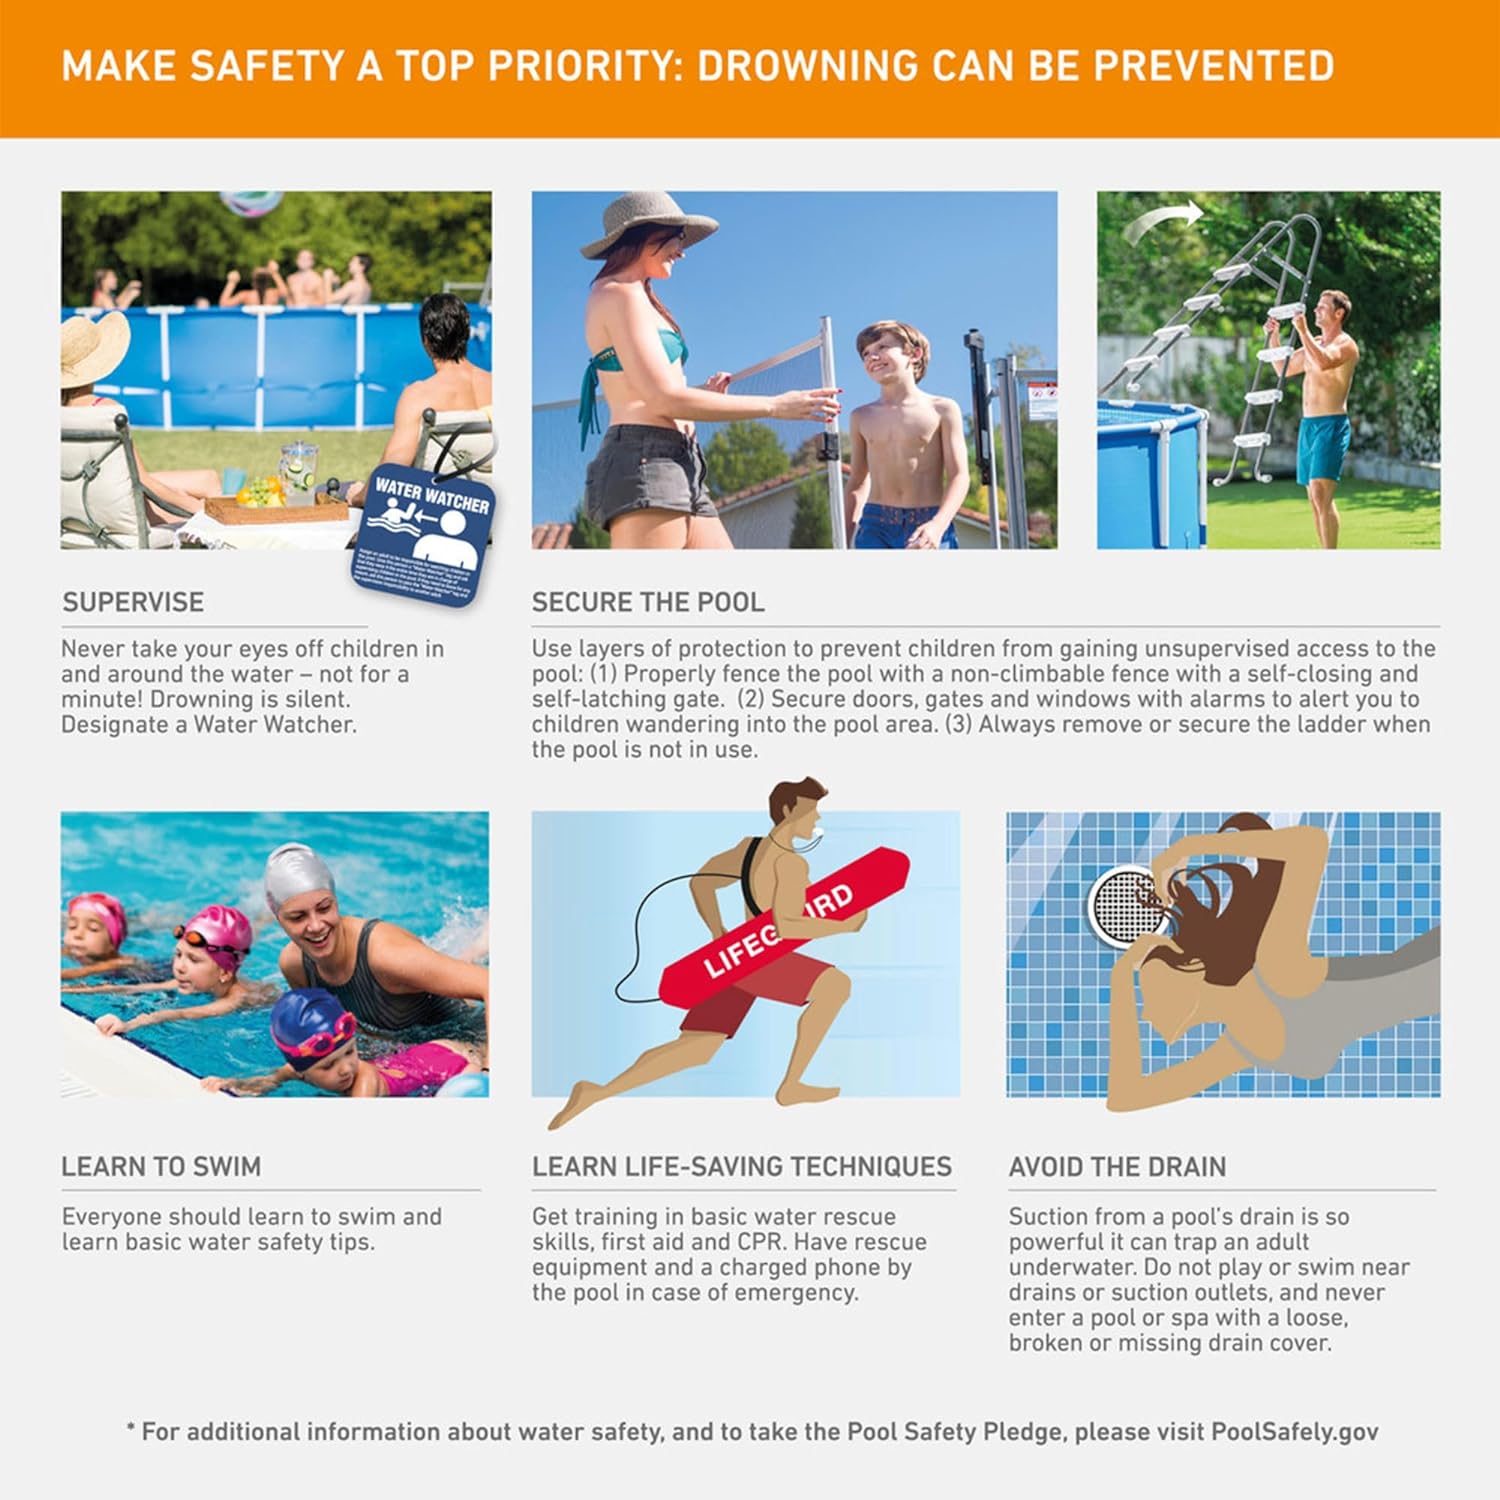 MAKE SAFETY A TOP PRIORITY: DROWNING CAN BE PREVENTED
WATER WATCHER
SUPERVISE
Never take your eyes off children in
and around the water – not for a
minute! Drowning is silent.
Designate a Water Watcher.
SECURE THE POOL
Use layers of protection to prevent children from gaining unsupervised access to the
pool: (1) Properly fence the pool with a non-climbable fence with a self-closing and
self-latching gate. (2) Secure doors, gates and windows with alarms to alert you to
children wandering into the pool area. (3) Always remove or secure the ladder when
the pool is not in use.
LIFEG IRD
LEARN TO SWIM
Everyone should learn to swim and
learn basic water safety tips.
LEARN LIFE-SAVING TECHNIQUES
Get training in basic water rescue
skills, first aid and CPR. Have rescue
equipment and a charged phone by
the pool in case of emergency.
AVOID THE DRAIN
Suction from a pool's drain is so
powerful it can trap an adult
underwater. Do not play or swim near
drains or suction outlets, and never
enter a pool or spa with a loose,
broken or missing drain cover.
* For additional information about water safety, and to take the Pool Safety Pledge, please visit PoolSafely.gov